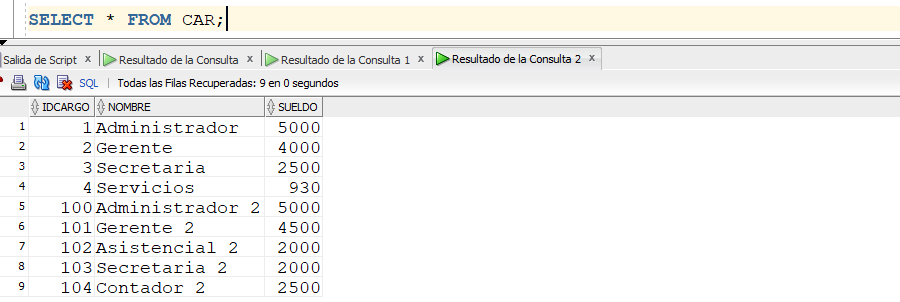 SELECT * FROM CAR;
Salida de Script x Resultado de la Consulta x Resultado de la Consulta 1 x Resultado de la Consulta 2 x
SQL | Todas las Filas Recuperadas: 9 en 0 segundos
IDCARGO NOMBRE SUELDO
1 1 Administrador 5000
2 2 Gerente 4000
3 3 Secretaria 2500
4 4 Servicios 930
5 100 Administrador 2 5000
6 101 Gerente 2 4500
7 102 Asistencial 2 2000
8 103 Secretaria 2 2000
9 104 Contador 2 2500